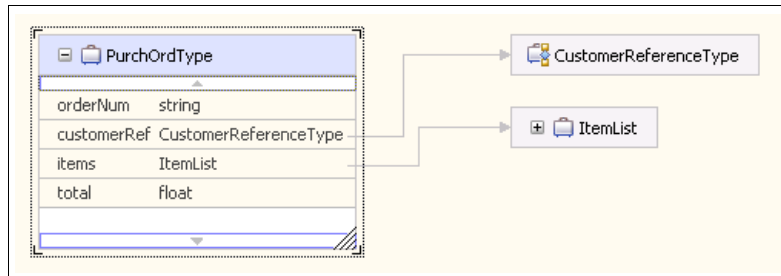 PurchOrdType
orderNum string
customerRef CustomerReferenceType
items ItemList
total float
CustomerReferenceType
ItemList